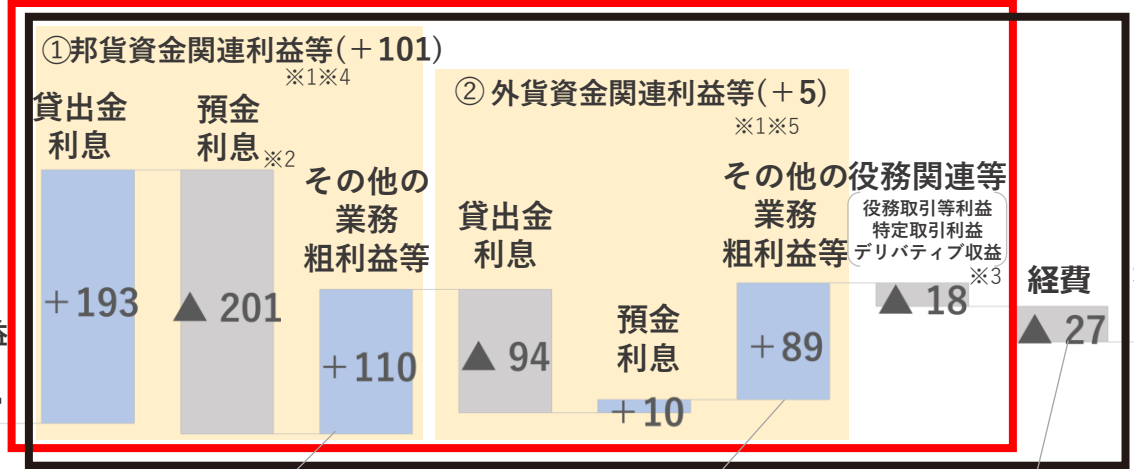 ①邦貨資金関連利益等(+101)
※1※4
貸出金
利息
預金
利息※2
その他の
業務
粗利益等
+193
▲ 201
+110
②外貨資金関連利益等(+5)
※1※5
貸出金
利息
預金
利息
その他の
業務
粗利益等
▲ 94
+10
+89
役務関連等
役務取引等利益
特定取引利益
デリバティブ収益
※3
▲ 18
経費
▲ 27